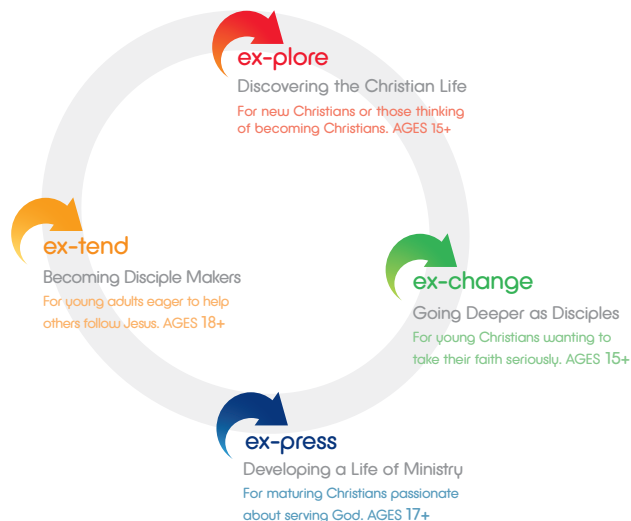 ex-plore
Discovering the Christian Life
For new Christians or those thinking
of becoming Christians. AGES 15+
ex-tend
Becoming Disciple Makers
For young adults eager to help
others follow Jesus. AGES 18+
ex-change
Going Deeper as Disciples
For young Christians wanting to
take their faith seriously. AGES 15+
ex-press
Developing a Life of Ministry
For maturing Christians passionate
about serving God. AGES 17+